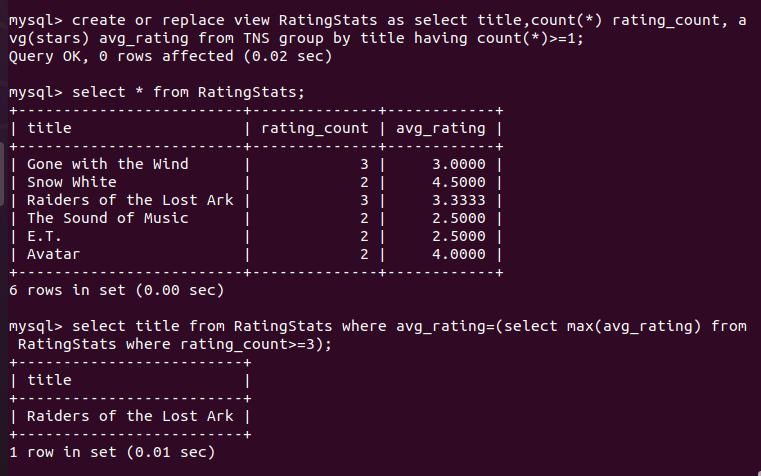 mysql> create or replace view RatingStats as select title,count(*) rating_count, a
vg(stars) avg_rating from TNS group by title having count(*)>=1;
Query OK, 0 rows affected (0.02 sec)
mysql> select * from RatingStats;
+-------------------------+--------------+------------+
| title                   | rating_count | avg_rating |
+-------------------------+--------------+------------+
| Gone with the Wind      |            3 |     3.0000 |
| Snow White              |            2 |     4.5000 |
| Raiders of the Lost Ark |            3 |     3.3333 |
| The Sound of Music      |            2 |     2.5000 |
| E.T.                    |            2 |     2.5000 |
| Avatar                  |            2 |     4.0000 |
+-------------------------+--------------+------------+
6 rows in set (0.00 sec)
mysql> select title from RatingStats where avg_rating=(select max(avg_rating) from
 RatingStats where rating_count>=3);
+-------------------------+
| title                   |
+-------------------------+
| Raiders of the Lost Ark |
+-------------------------+
1 row in set (0.01 sec)